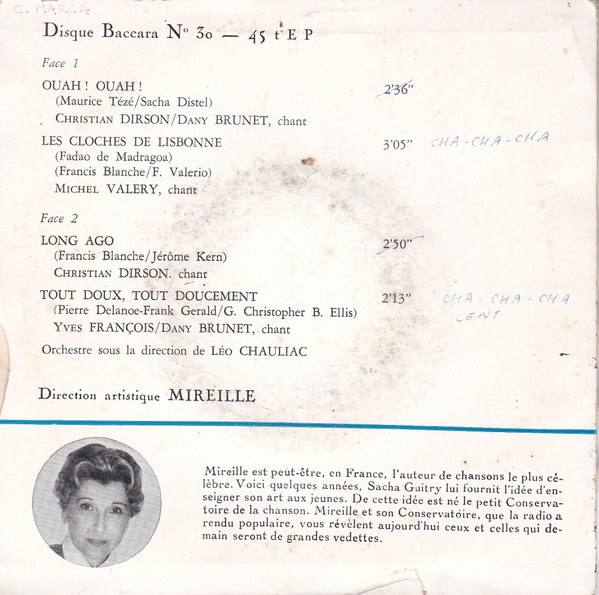 G. MARCA
Disque Baccara Nº 30 — 45 t E P
Face 1
OUAH ! OUAH ! 2'36"
(Maurice Tézé/Sacha Distel)
CHRISTIAN DIRSON/DANY BRUNET, chant
LES CLOCHES DE LISBONNE 3'05" CHA-CHA-CHA
(Fadao de Madragoa)
(Francis Blanche/F. Valerio)
MICHEL VALERY, chant
Face 2
LONG AGO 2'50"
(Francis Blanche/Jérôme Kern)
CHRISTIAN DIRSON. chant
TOUT DOUX, TOUT DOUCEMENT 2'13" CHA-CHA-CHA
(Pierre Delanoe-Frank Gerald/G. Christopher B. Ellis) LENT
YVES FRANÇOIS/DANY BRUNET, chant
Orchestre sous la direction de LÉO CHAULIAC
Direction artistique MIREILLE
Mireille est peut-être, en France, l'auteur de chansons le plus cé-
lèbre. Voici quelques années, Sacha Guitry lui fournit l'idée d'en-
seigner son art aux jeunes. De cette idée est né le petit Conserva-
toire de la chanson. Mireille et son Conservatoire, que la radio a
rendu populaire, vous révèlent aujourd'hui ceux et celles qui de-
main seront de grandes vedettes.